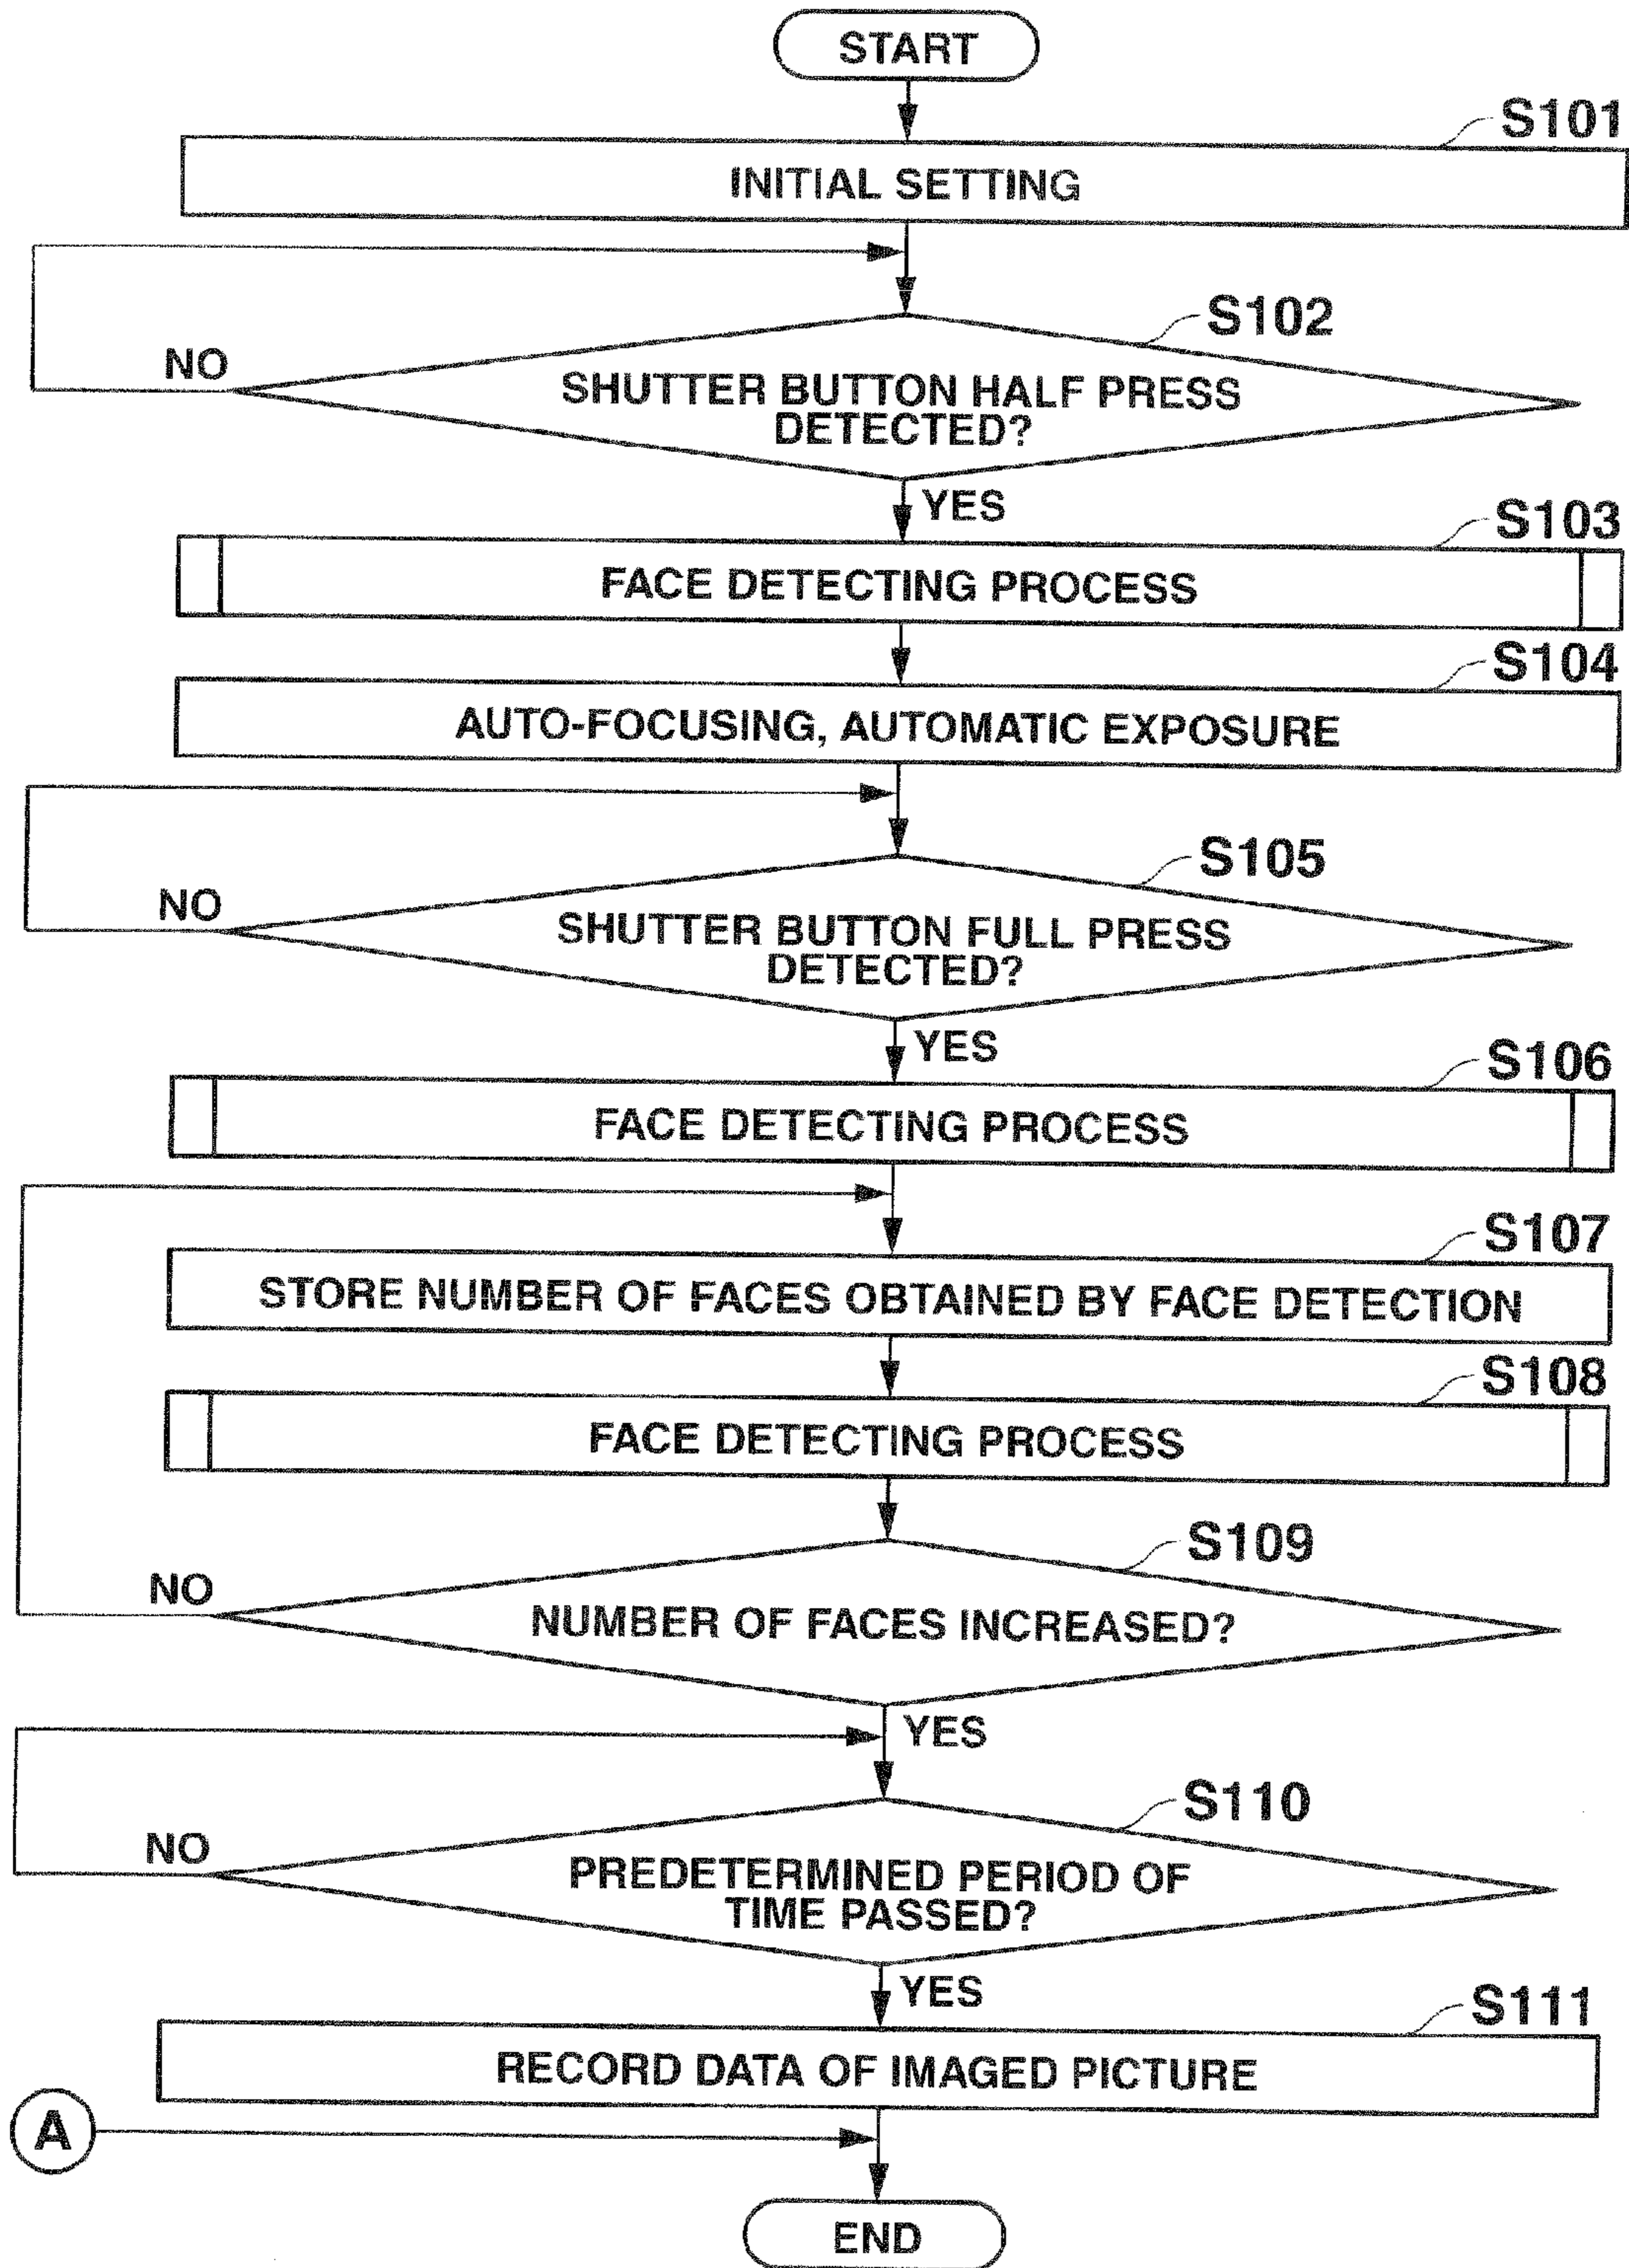 START
S101
INITIAL SETTING
S102
NO
SHUTTER BUTTON HALF PRESS
DETECTED?
YES
S103
FACE DETECTING PROCESS
S104
AUTO-FOCUSING, AUTOMATIC EXPOSURE
S105
NO
SHUTTER BUTTON FULL PRESS
DETECTED?
YES
S106
FACE DETECTING PROCESS
S107
STORE NUMBER OF FACES OBTAINED BY FACE DETECTION
S108
FACE DETECTING PROCESS
S109
NO
NUMBER OF FACES INCREASED?
YES
S110
NO
PREDETERMINED PERIOD OF
TIME PASSED?
YES
S111
RECORD DATA OF IMAGED PICTURE
A
END